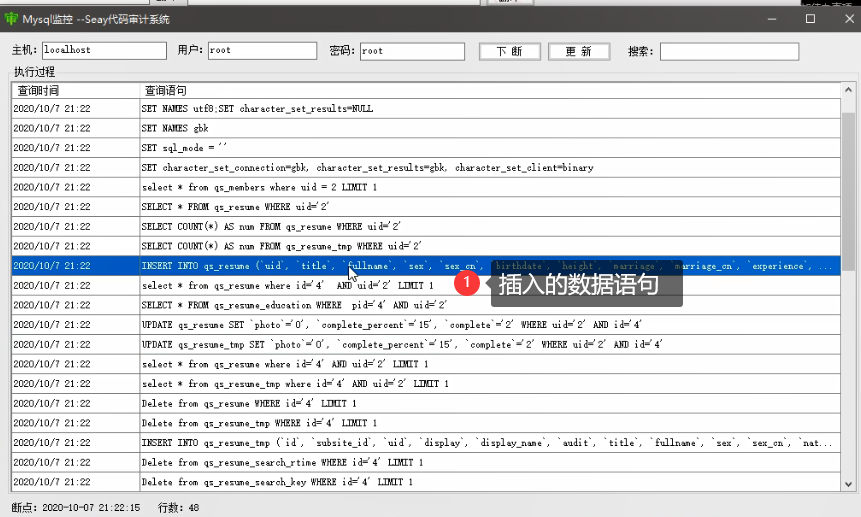 Mysql监控 --Seay代码审计系统
主机: localhost 用户: root 密码: root 下 断 更 新 搜索:
执行过程
查询时间 查询语句
2020/10/7 21:22 SET NAMES utf8;SET character_set_results=NULL
2020/10/7 21:22 SET NAMES gbk
2020/10/7 21:22 SET sql_mode = ''
2020/10/7 21:22 SET character_set_connection=gbk, character_set_results=gbk, character_set_client=binary
2020/10/7 21:22 select * from qs_members where uid = 2 LIMIT 1
2020/10/7 21:22 SELECT * FROM qs_resume WHERE uid='2'
2020/10/7 21:22 SELECT COUNT(*) AS num FROM qs_resume WHERE uid='2'
2020/10/7 21:22 SELECT COUNT(*) AS num FROM qs_resume_tmp WHERE uid='2'
2020/10/7 21:22 INSERT INTO qs_resume (`uid`, `title`, `fullname`, `sex`, `sex_cn`, `birthdate`, `height`, `marriage`, `marriage_cn`, `experience`, ...
2020/10/7 21:22 select * from qs_resume where id='4' AND uid='2' LIMIT 1
1 插入的数据语句
2020/10/7 21:22 SELECT * FROM qs_resume_education WHERE pid='4' AND uid='2'
2020/10/7 21:22 UPDATE qs_resume SET `photo`='0', `complete_percent`='15', `complete`='2' WHERE uid='2' AND id='4'
2020/10/7 21:22 UPDATE qs_resume_tmp SET `photo`='0', `complete_percent`='15', `complete`='2' WHERE uid='2' AND id='4'
2020/10/7 21:22 select * from qs_resume where id='4' AND uid='2' LIMIT 1
2020/10/7 21:22 select * from qs_resume_tmp where id='4' AND uid='2' LIMIT 1
2020/10/7 21:22 Delete from qs_resume WHERE id='4' LIMIT 1
2020/10/7 21:22 Delete from qs_resume_tmp WHERE id='4' LIMIT 1
2020/10/7 21:22 INSERT INTO qs_resume_tmp (`id`, `subsite_id`, `uid`, `display`, `display_name`, `audit`, `title`, `fullname`, `sex`, `sex_cn`, `nat...
2020/10/7 21:22 Delete from qs_resume_search_rtime WHERE id='4' LIMIT 1
2020/10/7 21:22 Delete from qs_resume_search_key WHERE id='4' LIMIT 1
断点: 2020-10-07 21:22:15 行数: 48